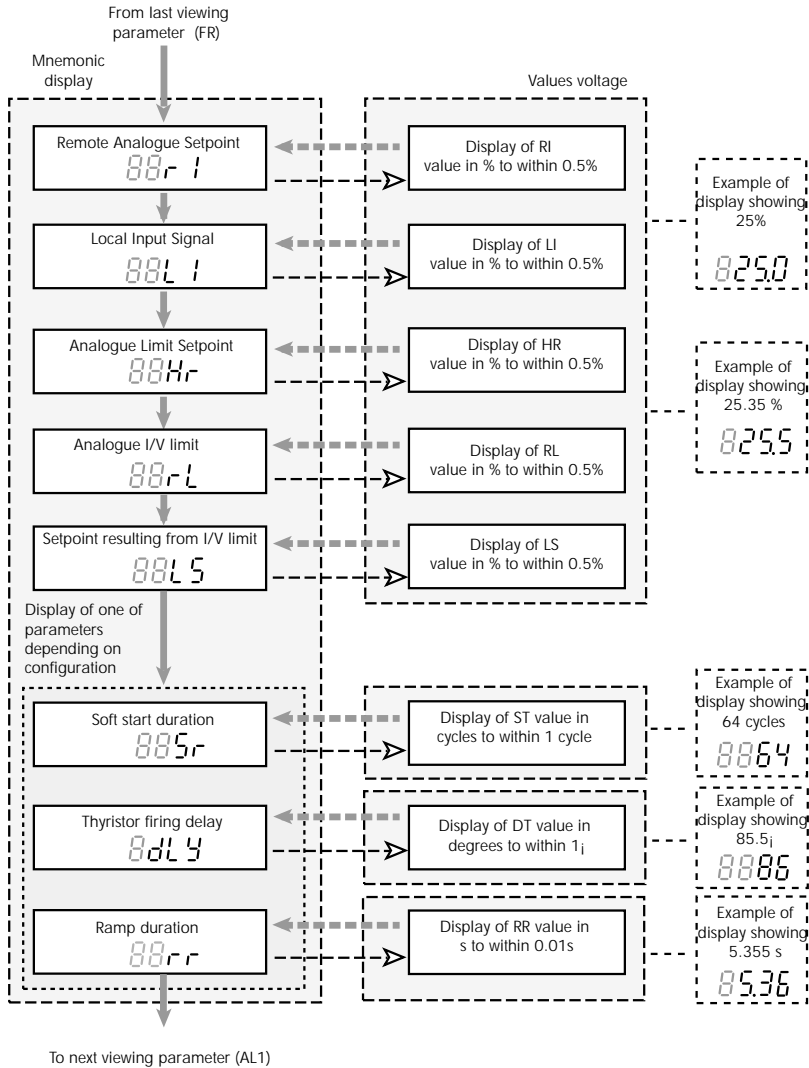 From last viewing
parameter (FR)
Mnemonic
display
Values voltage
Remote Analogue Setpoint
88rI
Display of RI
value in % to within 0.5%
Local Input Signal
88LI
Display of LI
value in % to within 0.5%
Example of
display showing
25%
825.0
Analogue Limit Setpoint
88Hr
Display of HR
value in % to within 0.5%
Analogue I/V limit
88rL
Display of RL
value in % to within 0.5%
Example of
display showing
25.35 %
825.5
Setpoint resulting from I/V limit
88LS
Display of LS
value in % to within 0.5%
Display of one of
parameters
depending on
configuration
Soft start duration
88Sr
Display of ST value in
cycles to within 1 cycle
Example of
display showing
64 cycles
8864
Thyristor firing delay
8dLY
Display of DT value in
degrees to within 1¡
Example of
display showing
85.5¡
8886
Ramp duration
88rr
Display of RR value in
s to within 0.01s
Example of
display showing
5.355 s
85.36
To next viewing parameter (AL1)